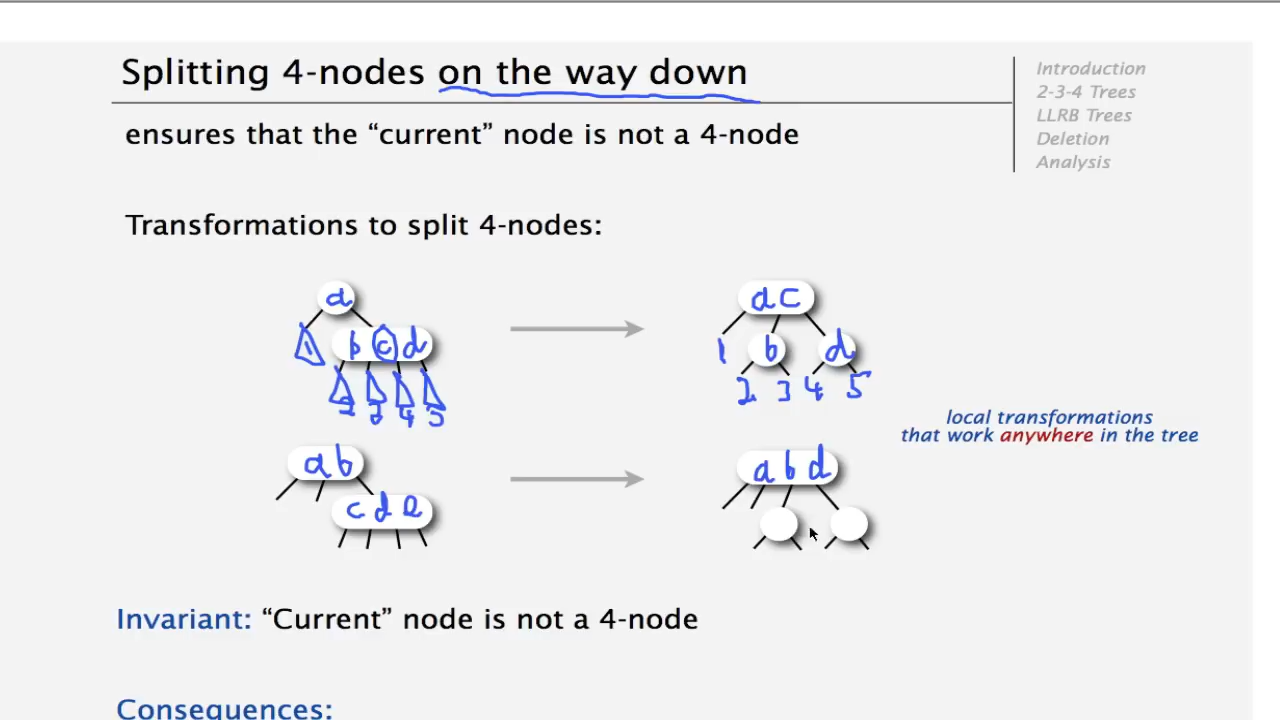 Splitting 4-nodes on the way down
Introduction
2-3-4 Trees
LLRB Trees
Deletion
Analysis
ensures that the “current” node is not a 4-node
Transformations to split 4-nodes:
a
1
b c d
2 3 4 5
a c
1 b d
2 3 4 5
local transformations
that work anywhere in the tree
a b
c d e
a b d
Invariant: “Current” node is not a 4-node
Consequences: